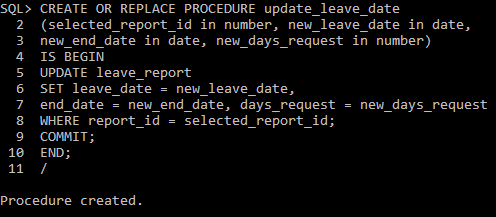 SQL> CREATE OR REPLACE PROCEDURE update_leave_date
  2  (selected_report_id in number, new_leave_date in date,
  3  new_end_date in date, new_days_request in number)
  4  IS BEGIN
  5  UPDATE leave_report
  6  SET leave_date = new_leave_date,
  7  end_date = new_end_date, days_request = new_days_request
  8  WHERE report_id = selected_report_id;
  9  COMMIT;
 10  END;
 11  /

Procedure created.